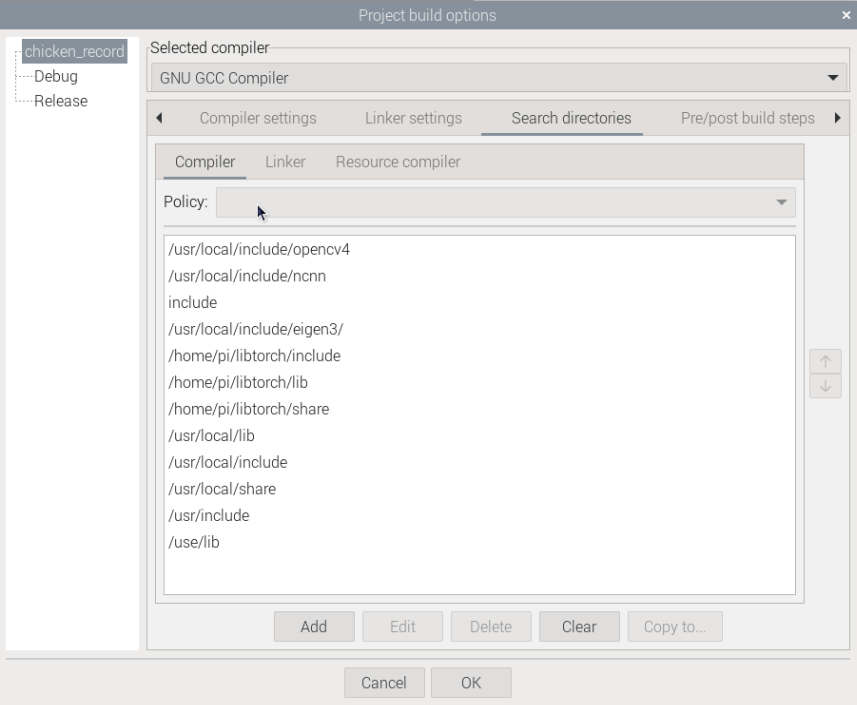 Project build options
chicken_record
Debug
Release
Selected compiler
GNU GCC Compiler
Compiler settings
Linker settings
Search directories
Pre/post build steps
Compiler
Linker
Resource compiler
Policy:
/usr/local/include/opencv4
/usr/local/include/ncnn
include
/usr/local/include/eigen3/
/home/pi/libtorch/include
/home/pi/libtorch/lib
/home/pi/libtorch/share
/usr/local/lib
/usr/local/include
/usr/local/share
/usr/include
/use/lib
Add
Edit
Delete
Clear
Copy to...
Cancel
OK